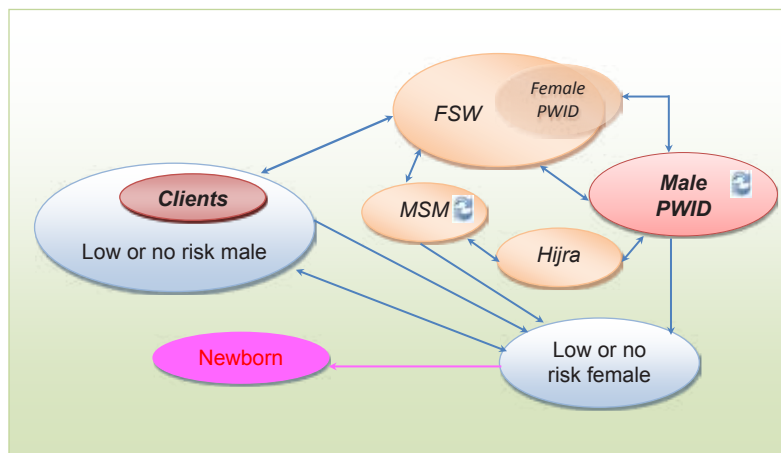 Female
PWID
FSW
Clients
Low or no risk male
MSM
Male
PWID
Hijra
Newborn
Low or no
risk female